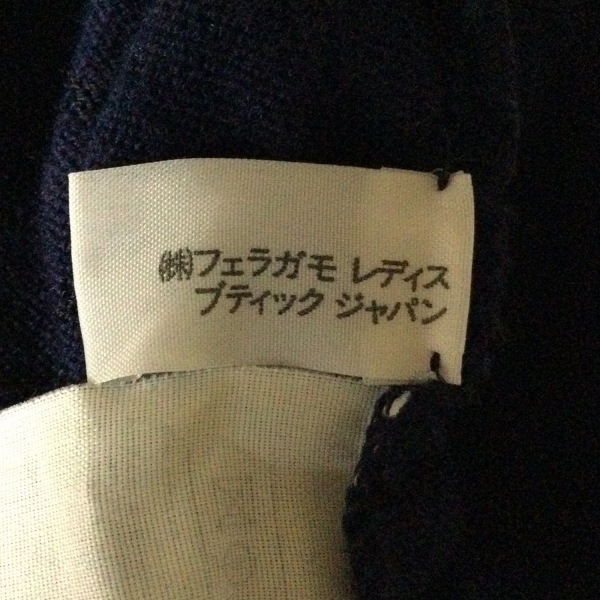 ㈱フェラガモ レディス
ブティック ジャパン